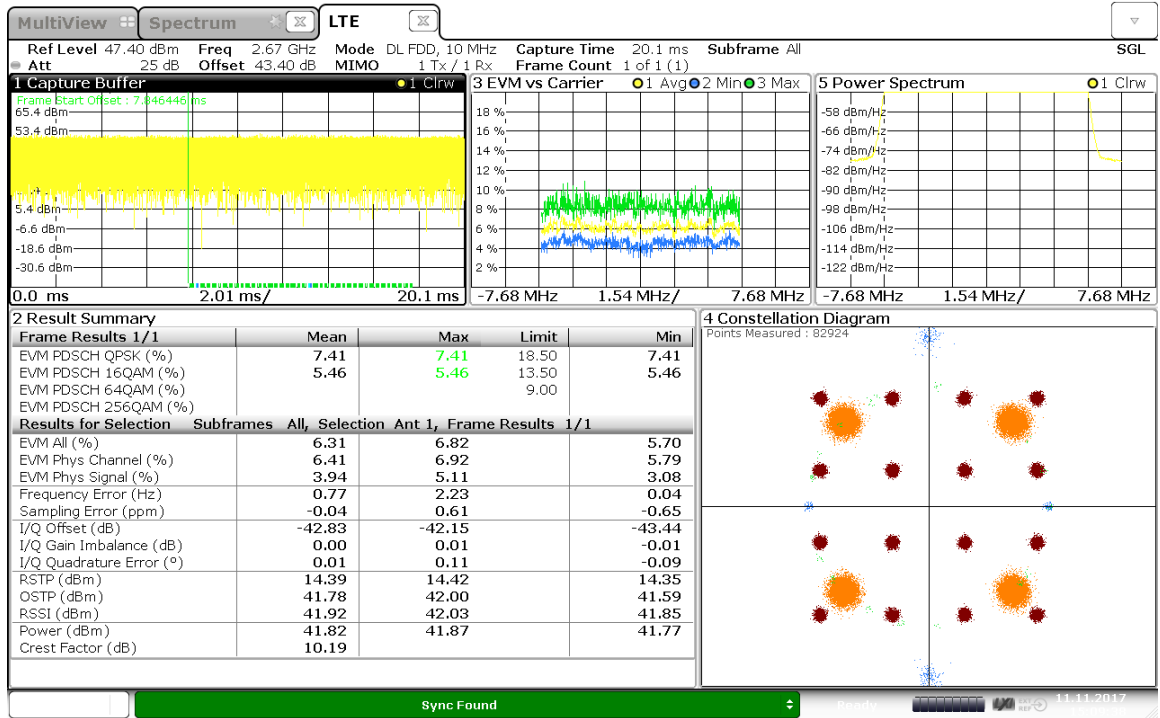 MultiView Spectrum LTE
Ref Level 47.40 dBm Freq 2.67 GHz Mode DL FDD, 10 MHz Capture Time 20.1 ms Subframe All SGL
Att 25 dB Offset 43.40 dB MIMO 1 Tx / 1 Rx Frame Count 1 of 1 (1)
1 Capture Buffer 1 Clrw
Frame Start Offset : 7.846446 ms
65.4 dBm
53.4 dBm
5.4 dBm
-6.6 dBm
-18.6 dBm
-30.6 dBm
0.0 ms 2.01 ms/ 20.1 ms
3 EVM vs Carrier 1 Avg 2 Min 3 Max
18 %
16 %
14 %
12 %
10 %
8 %
6 %
4 %
2 %
-7.68 MHz 1.54 MHz/ 7.68 MHz
5 Power Spectrum 1 Clrw
-58 dBm/Hz
-66 dBm/Hz
-74 dBm/Hz
-82 dBm/Hz
-90 dBm/Hz
-98 dBm/Hz
-106 dBm/Hz
-114 dBm/Hz
-122 dBm/Hz
-7.68 MHz 1.54 MHz/ 7.68 MHz
2 Result Summary
Frame Results 1/1 Mean Max Limit Min
EVM PDSCH QPSK (%) 7.41 7.41 18.50 7.41
EVM PDSCH 16QAM (%) 5.46 5.46 13.50 5.46
EVM PDSCH 64QAM (%) 9.00
EVM PDSCH 256QAM (%)
Results for Selection Subframes All, Selection Ant 1, Frame Results 1/1
EVM All (%) 6.31 6.82 5.70
EVM Phys Channel (%) 6.41 6.92 5.79
EVM Phys Signal (%) 3.94 5.11 3.08
Frequency Error (Hz) 0.77 2.23 0.04
Sampling Error (ppm) -0.04 0.61 -0.65
I/Q Offset (dB) -42.83 -42.15 -43.44
I/Q Gain Imbalance (dB) 0.00 0.01 -0.01
I/Q Quadrature Error (º) 0.01 0.11 -0.09
RSTP (dBm) 14.39 14.42 14.35
OSTP (dBm) 41.78 42.00 41.59
RSSI (dBm) 41.92 42.03 41.85
Power (dBm) 41.82 41.87 41.77
Crest Factor (dB) 10.19
4 Constellation Diagram
Points Measured : 82924
Sync Found Ready 11.11.2017